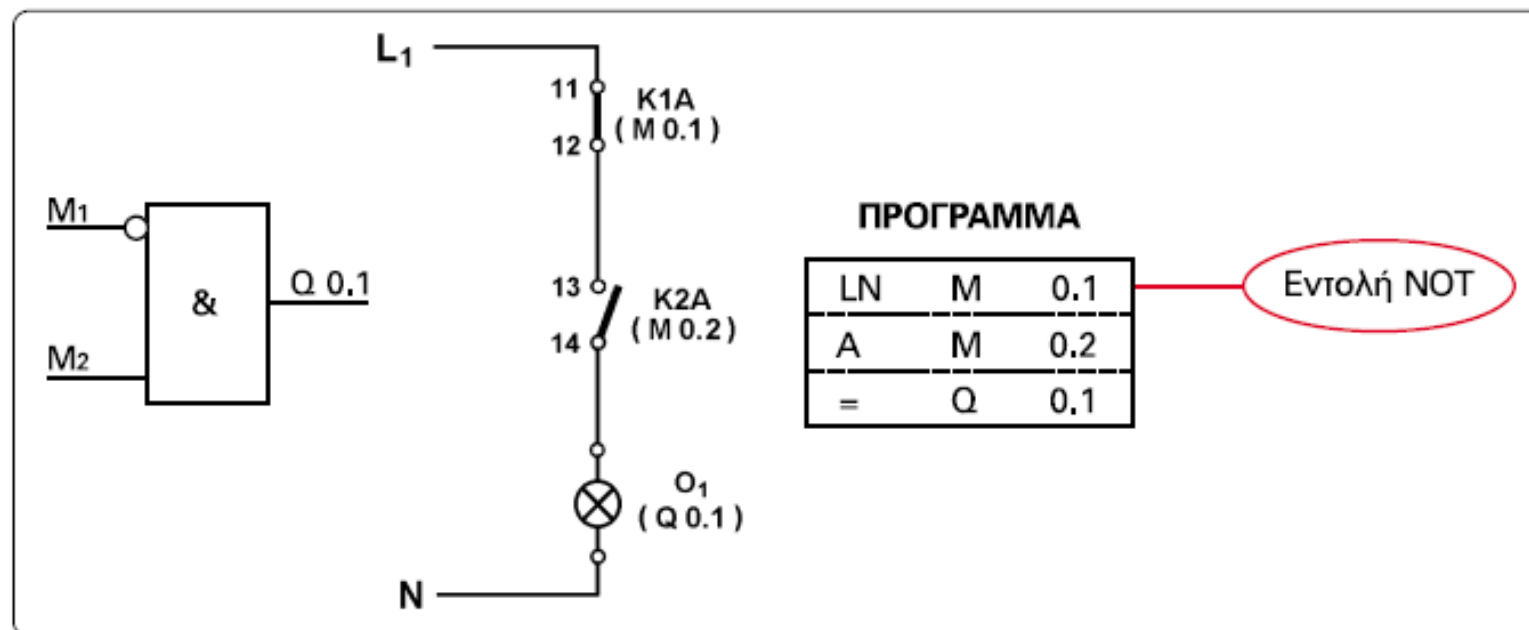 L1
11
K1A
( M 0.1 )
12
M1
&
Q 0.1
M2
13
K2A
( M 0.2 )
14
O1
( Q 0.1 )
N
ΠΡΟΓΡΑΜΜΑ
LN M 0.1
A M 0.2
= Q 0.1
Εντολή NOT